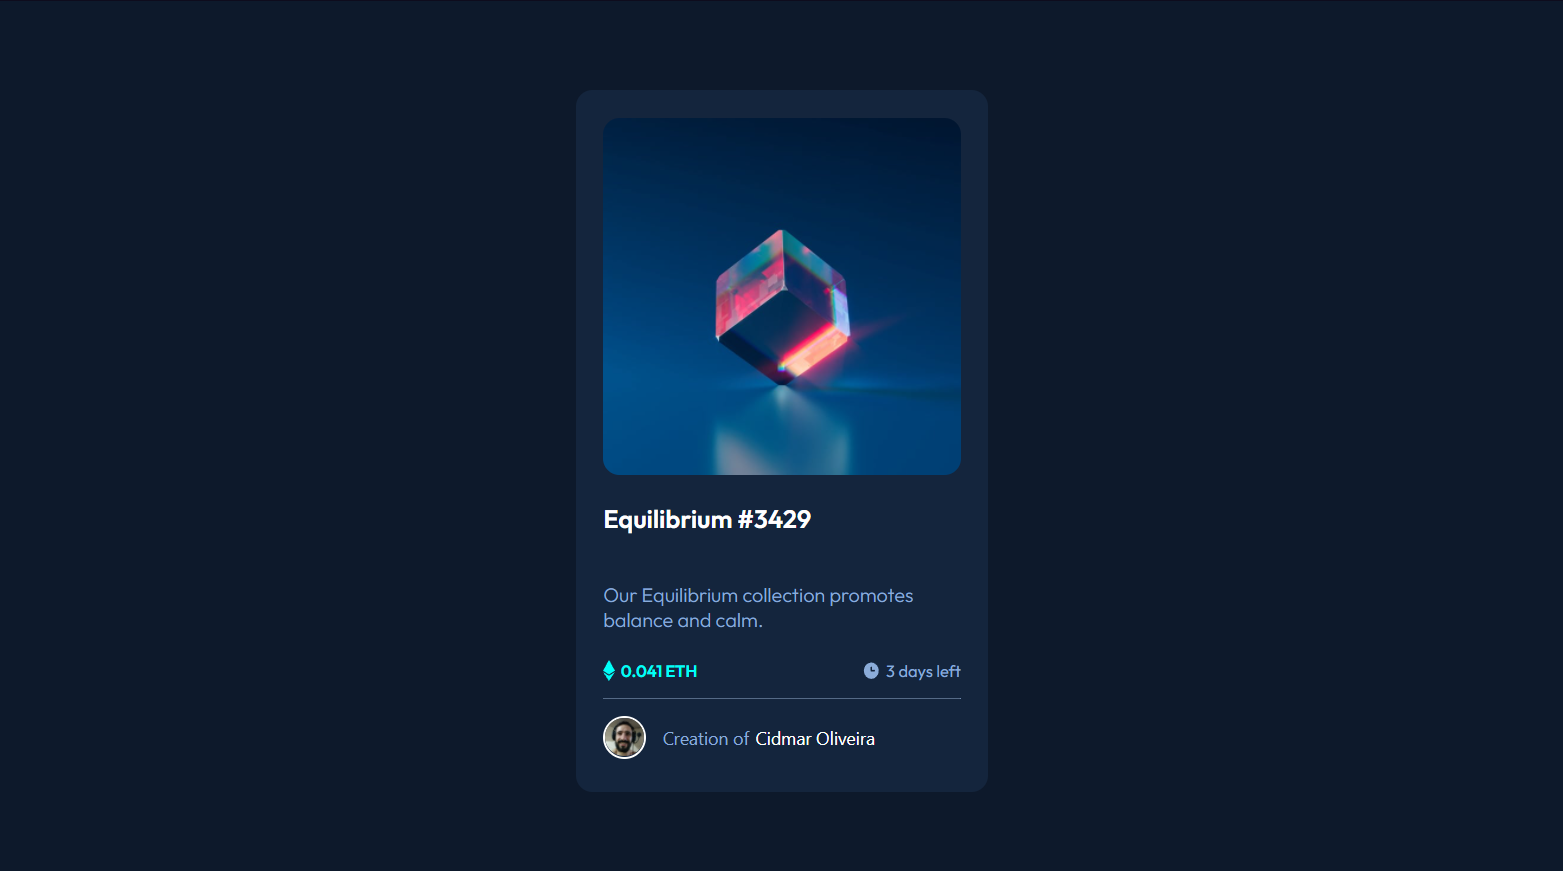 Equilibrium #3429
Our Equilibrium collection promotes
balance and calm.
0.041 ETH
3 days left
Creation of Cidmar Oliveira